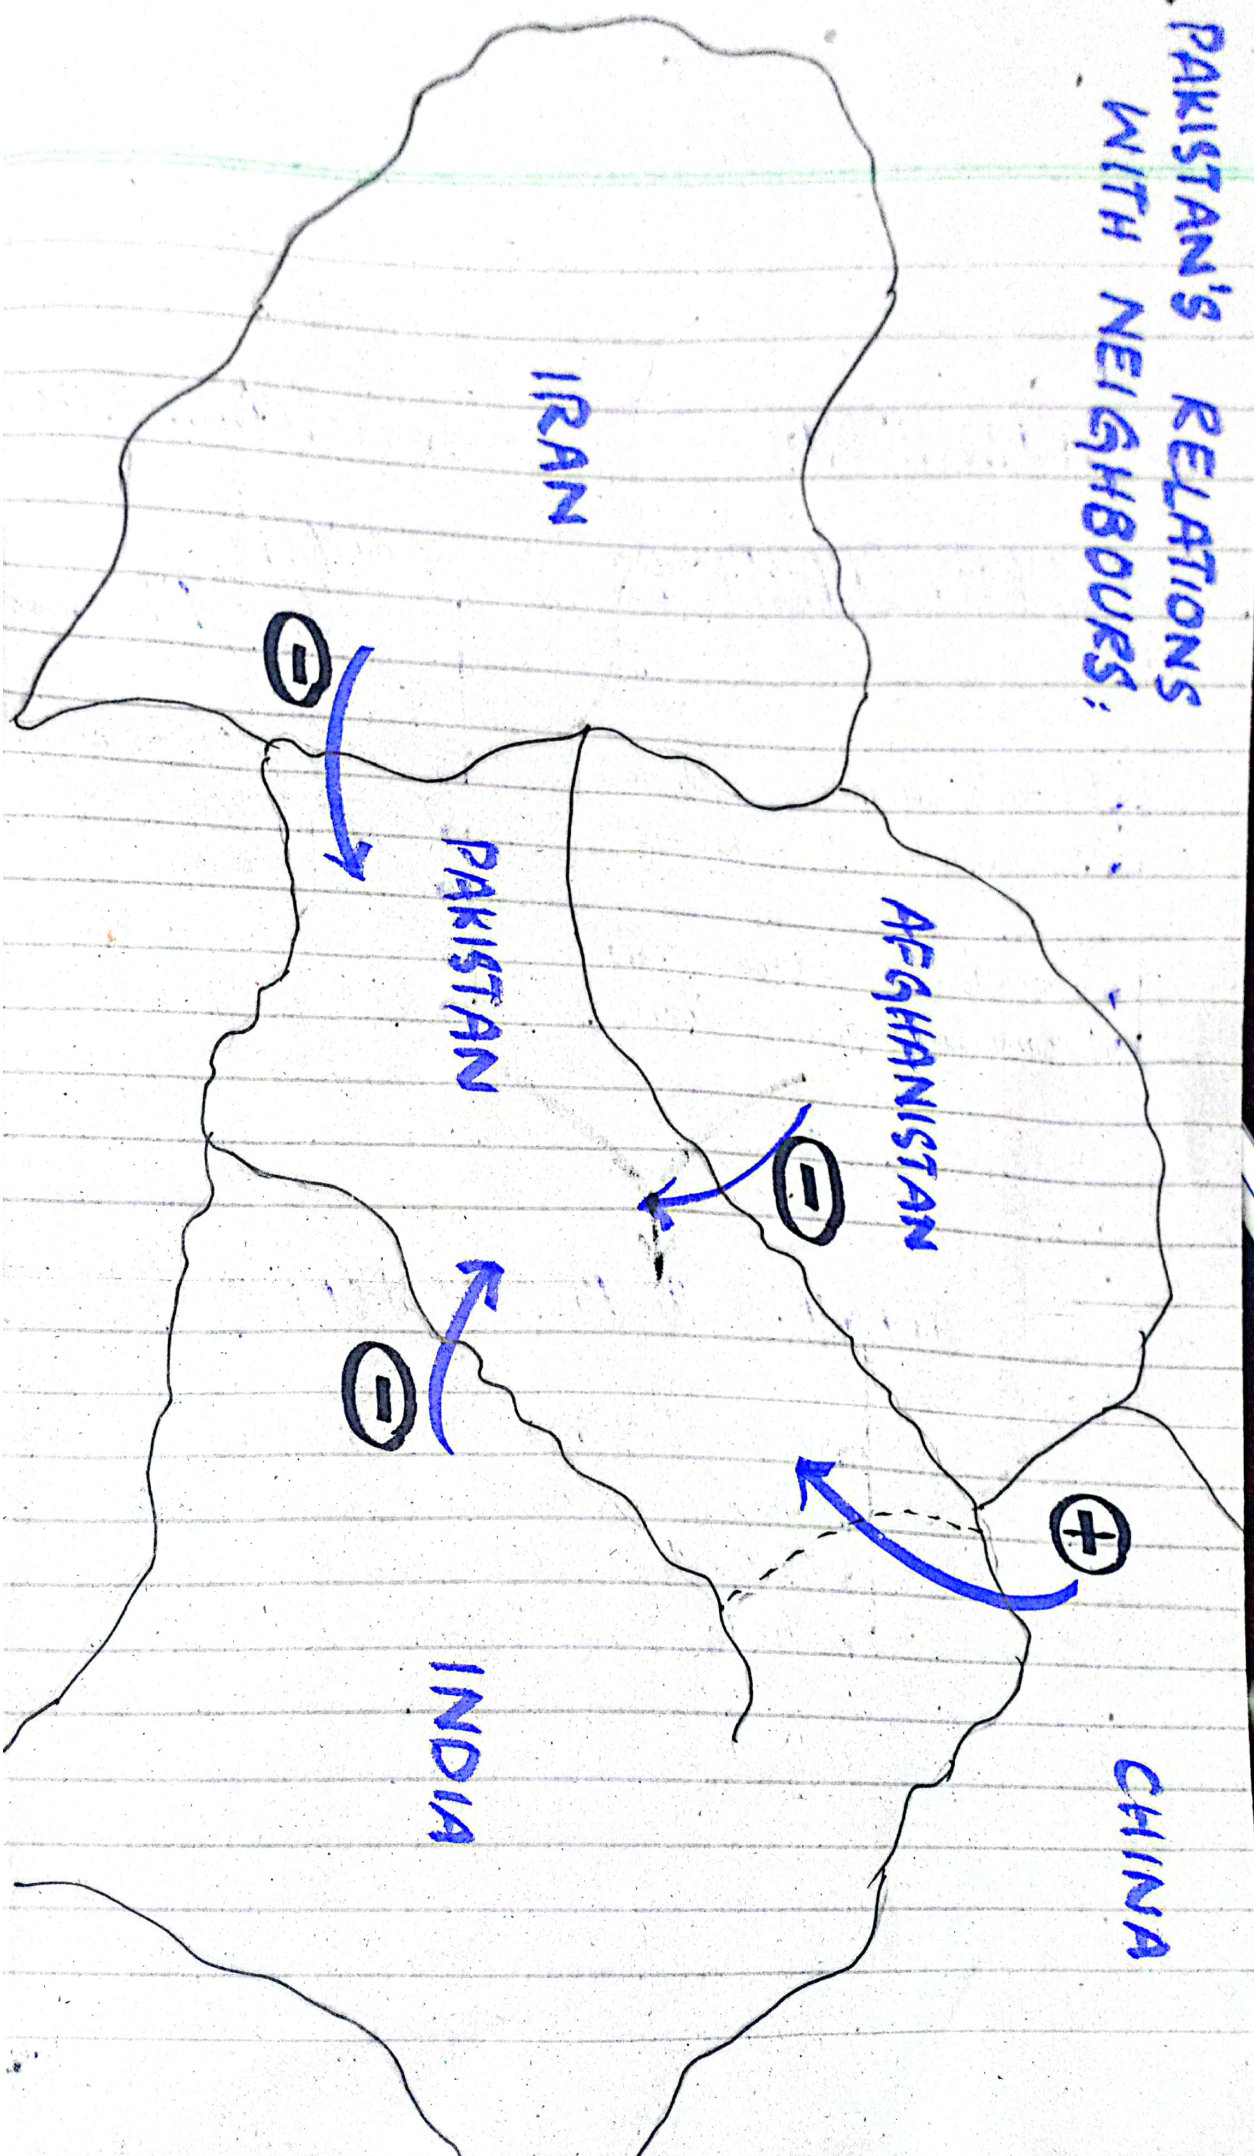 PAKISTAN'S RELATIONS
WITH NEIGHBOURS:
CHINA
AFGHANISTAN
IRAN
PAKISTAN
INDIA
+
-
-
-